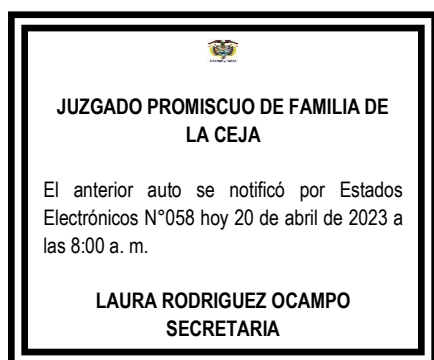 JUZGADO PROMISCUO DE FAMILIA DE
LA CEJA
El anterior auto se notificó por Estados
Electrónicos N°058 hoy 20 de abril de 2023 a
las 8:00 a. m.
LAURA RODRIGUEZ OCAMPO
SECRETARIA